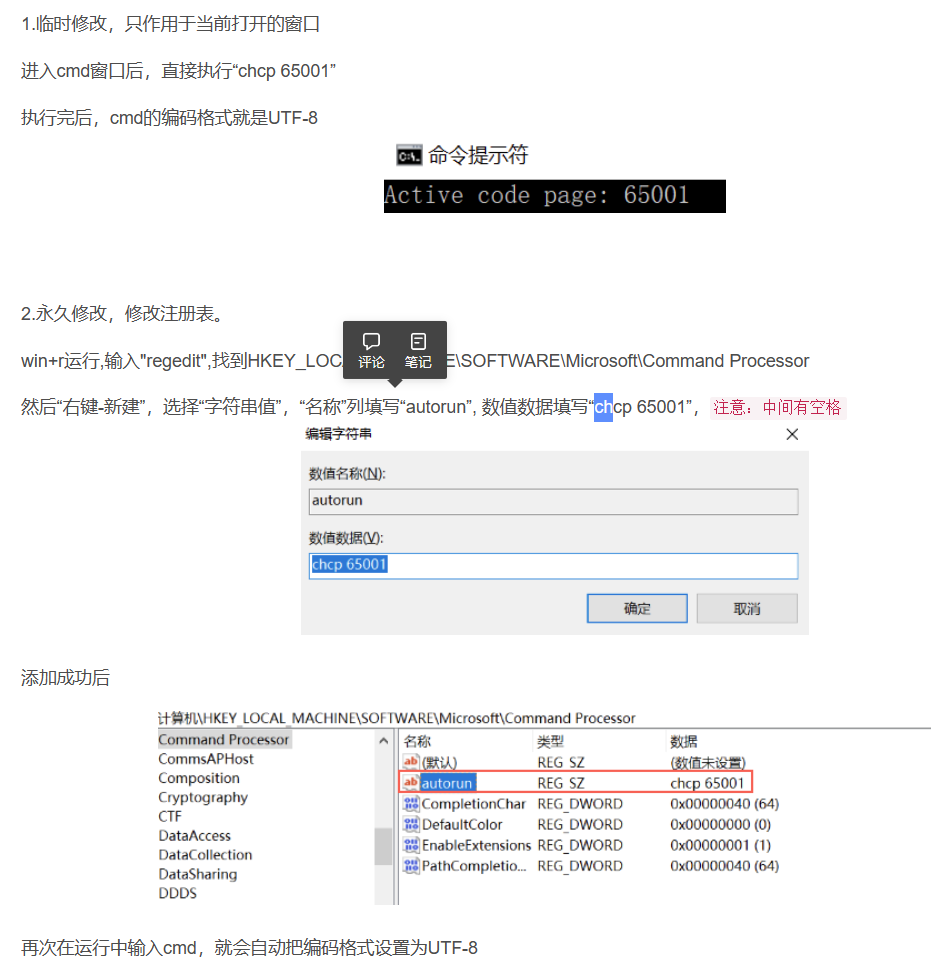 1.临时修改，只作用于当前打开的窗口
进入cmd窗口后，直接执行“chcp 65001”
执行完后，cmd的编码格式就是UTF-8
命令提示符
Active code page: 65001
2.永久修改，修改注册表。
评论 笔记
win+r运行,输入"regedit",找到HKEY_LOC E\SOFTWARE\Microsoft\Command Processor
然后“右键-新建”，选择“字符串值”，“名称”列填写“autorun”, 数值数据填写“chcp 65001”，注意：中间有空格
编辑字符串
数值名称(N):
autorun
数值数据(V):
chcp 65001
确定 取消
添加成功后
计算机\HKEY_LOCAL_MACHINE\SOFTWARE\Microsoft\Command Processor
Command Processor
CommsAPHost
Composition
Cryptography
CTF
DataAccess
DataCollection
DataSharing
DDDS
名称 类型 数据
(默认) REG_SZ (数值未设置)
autorun REG_SZ chcp 65001
CompletionChar REG_DWORD 0x00000040 (64)
DefaultColor REG_DWORD 0x00000000 (0)
EnableExtensions REG_DWORD 0x00000001 (1)
PathCompletio... REG_DWORD 0x00000040 (64)
再次在运行中输入cmd，就会自动把编码格式设置为UTF-8